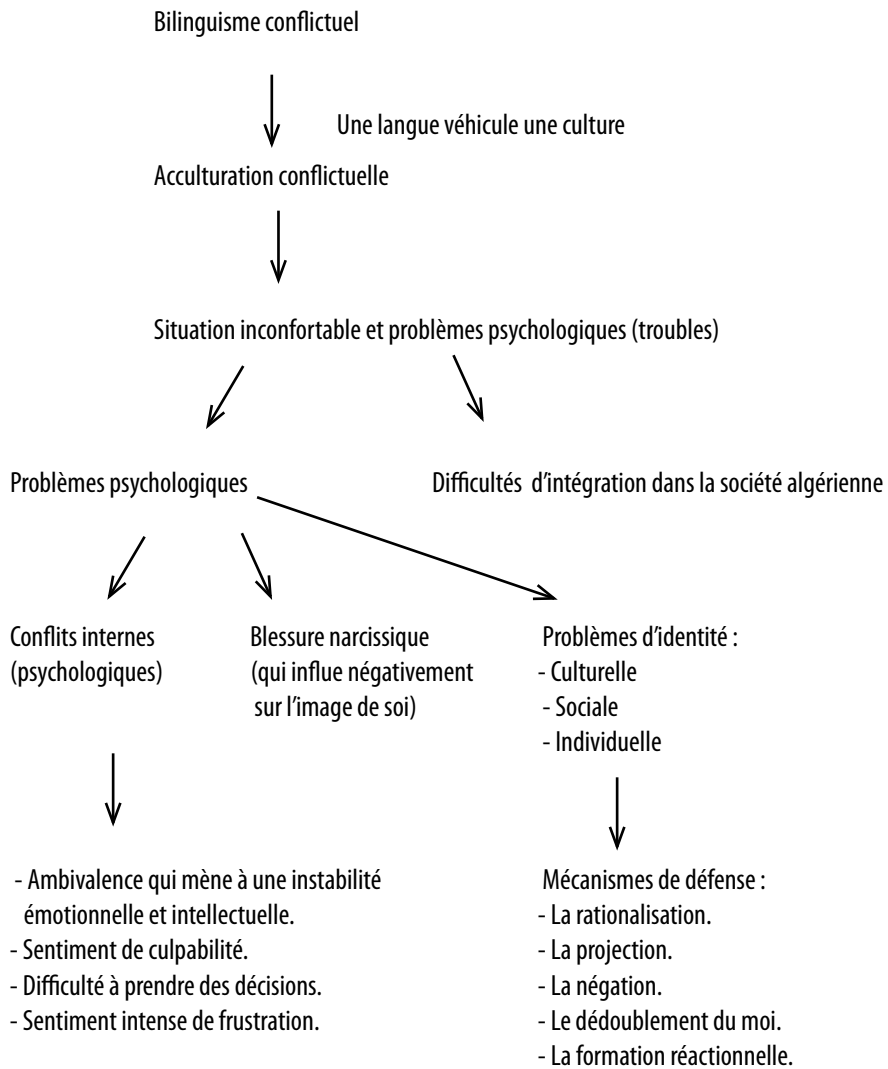 Bilinguisme conflictuel
Une langue véhicule une culture
Acculturation conflictuelle
Situation inconfortable et problèmes psychologiques (troubles)
Problèmes psychologiques
Difficultés d’intégration dans la société algérienne
Conflits internes
(psychologiques)
Blessure narcissique
(qui influe négativement
sur l’image de soi)
Problèmes d’identité :
- Culturelle
- Sociale
- Individuelle
- Ambivalence qui mène à une instabilité
émotionnelle et intellectuelle.
- Sentiment de culpabilité.
- Difficulté à prendre des décisions.
- Sentiment intense de frustration.
Mécanismes de défense :
- La rationalisation.
- La projection.
- La négation.
- Le dédoublement du moi.
- La formation réactionnelle.